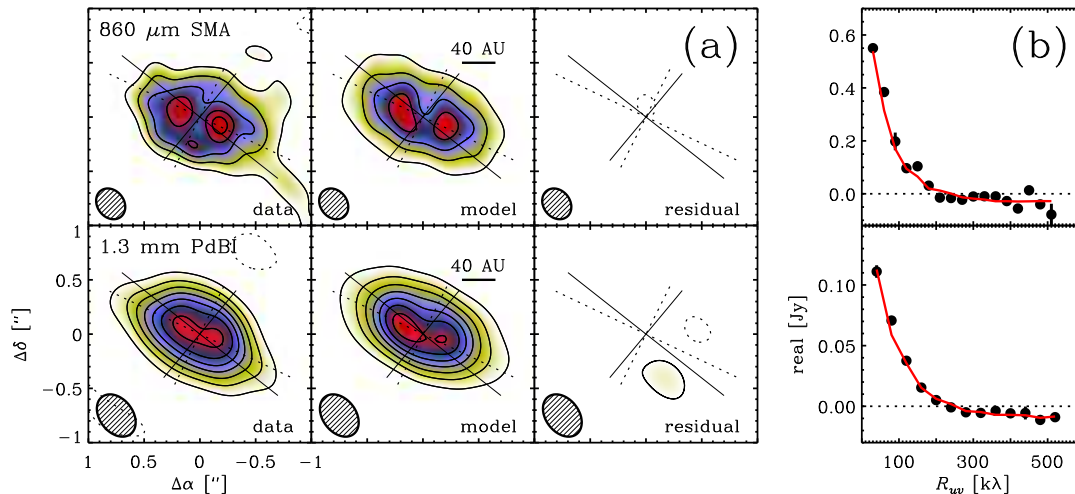 860 μm SMA
data
40 AU
model
(a)
residual
1.3 mm PdBI
data
40 AU
model
residual
1
0.5
0
−0.5
−1
Δδ [″]
1
0.5
0
−0.5
−1
Δα [″]
(b)
0.6
0.4
0.2
0.0
0.10
0.05
0.00
real [Jy]
100
300
500
Ruv [kλ]